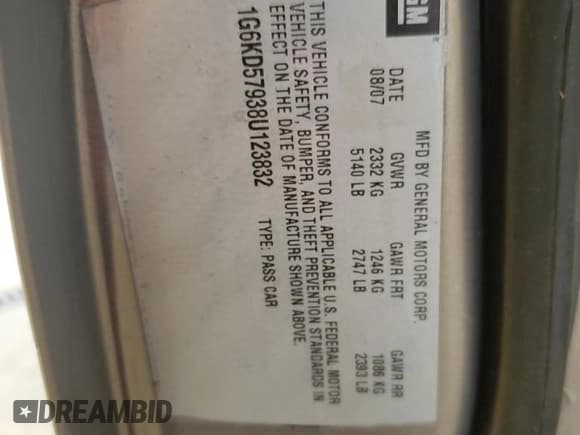 GM
®
MFD BY GENERAL MOTORS CORP.
DATE GVWR GAWR FRT GAWR RR
08/07 2332 KG 1246 KG 1086 KG
5140 LB 2747 LB 2393 LB
THIS VEHICLE CONFORMS TO ALL APPLICABLE U.S. FEDERAL MOTOR
VEHICLE SAFETY, BUMPER, AND THEFT PREVENTION STANDARDS IN
EFFECT ON THE DATE OF MANUFACTURE SHOWN ABOVE.
1G6KD57938U123832 TYPE: PASS CAR
DREAMBID